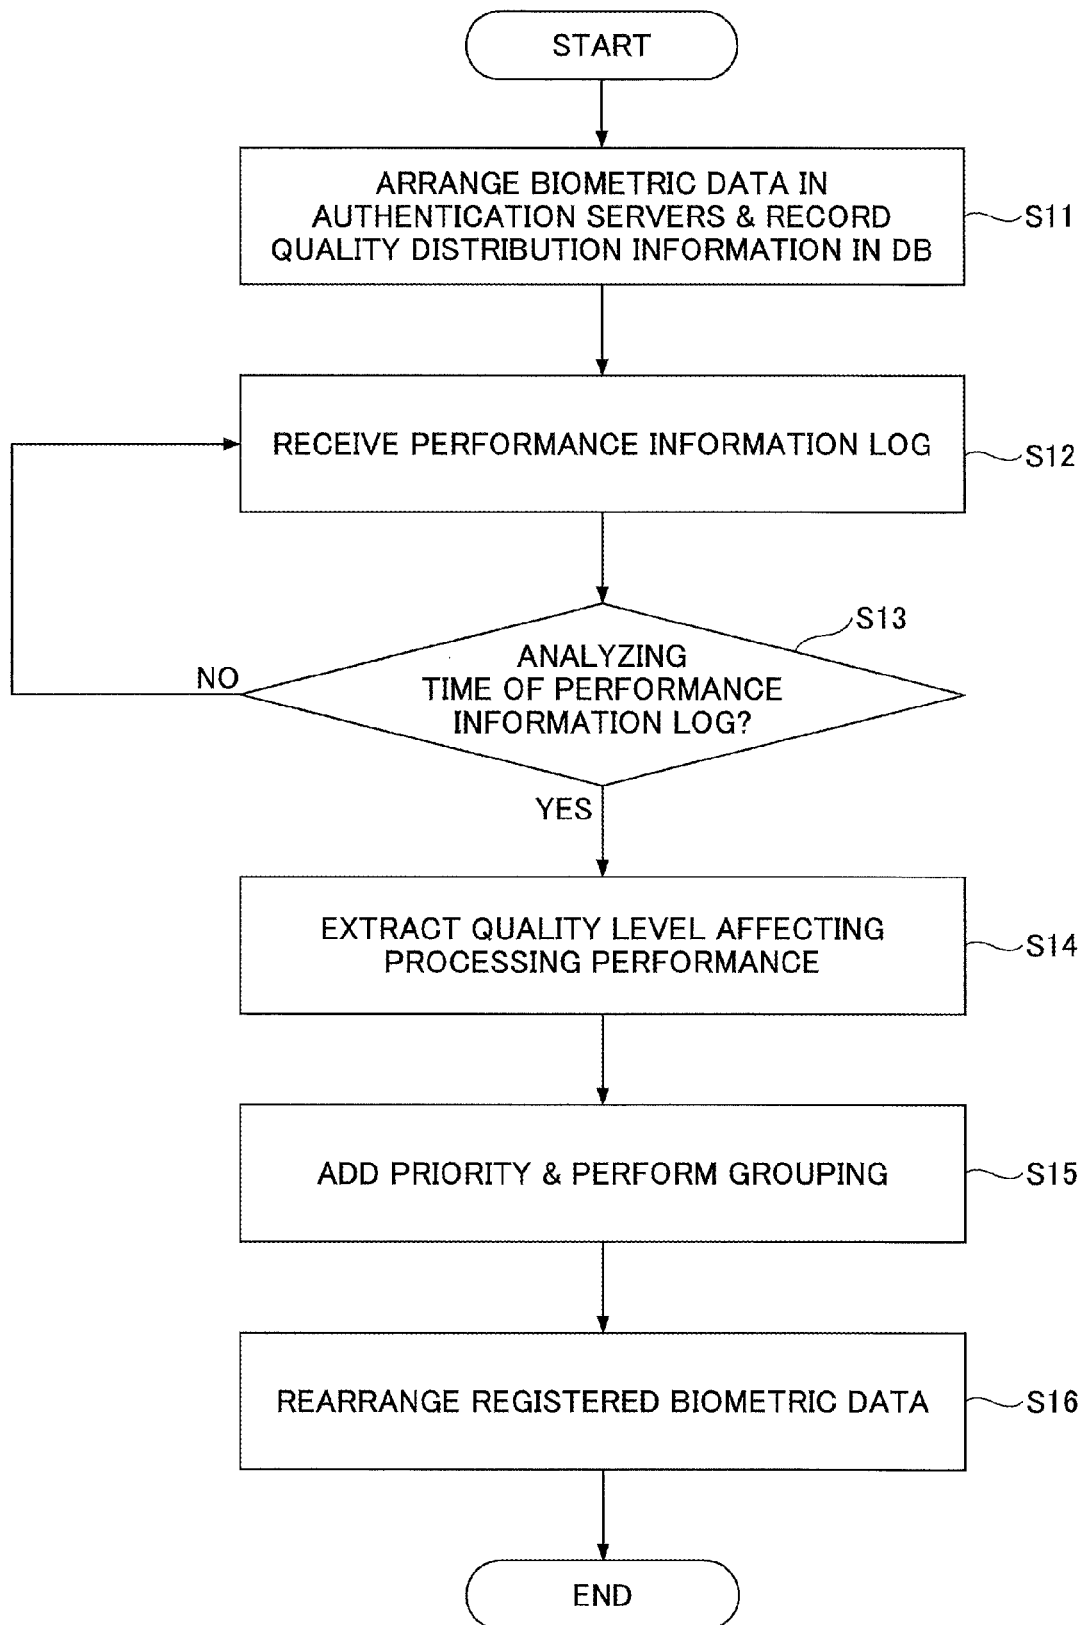 START
ARRANGE BIOMETRIC DATA IN
AUTHENTICATION SERVERS & RECORD
QUALITY DISTRIBUTION INFORMATION IN DB
S11
RECEIVE PERFORMANCE INFORMATION LOG
S12
S13
ANALYZING
TIME OF PERFORMANCE
INFORMATION LOG?
NO
YES
EXTRACT QUALITY LEVEL AFFECTING
PROCESSING PERFORMANCE
S14
ADD PRIORITY & PERFORM GROUPING
S15
REARRANGE REGISTERED BIOMETRIC DATA
S16
END